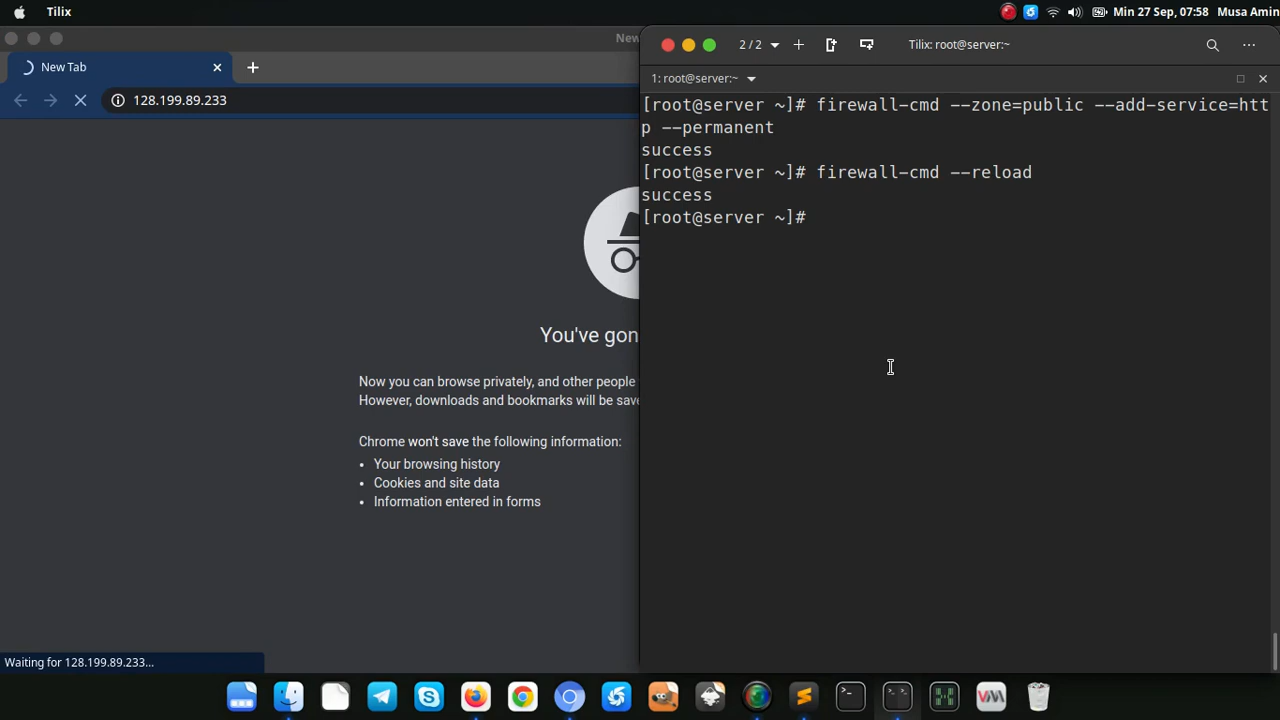 Tilix
Min 27 Sep, 07:58
Musa Amin
New
New Tab
128.199.89.233
You've gon
Now you can browse privately, and other people
However, downloads and bookmarks will be save
Chrome won't save the following information:
• Your browsing history
• Cookies and site data
• Information entered in forms
Waiting for 128.199.89.233...
2 / 2
Tilix: root@server:~
1: root@server:~
[root@server ~]# firewall-cmd --zone=public --add-service=htt
p --permanent
success
[root@server ~]# firewall-cmd --reload
success
[root@server ~]#
VIM